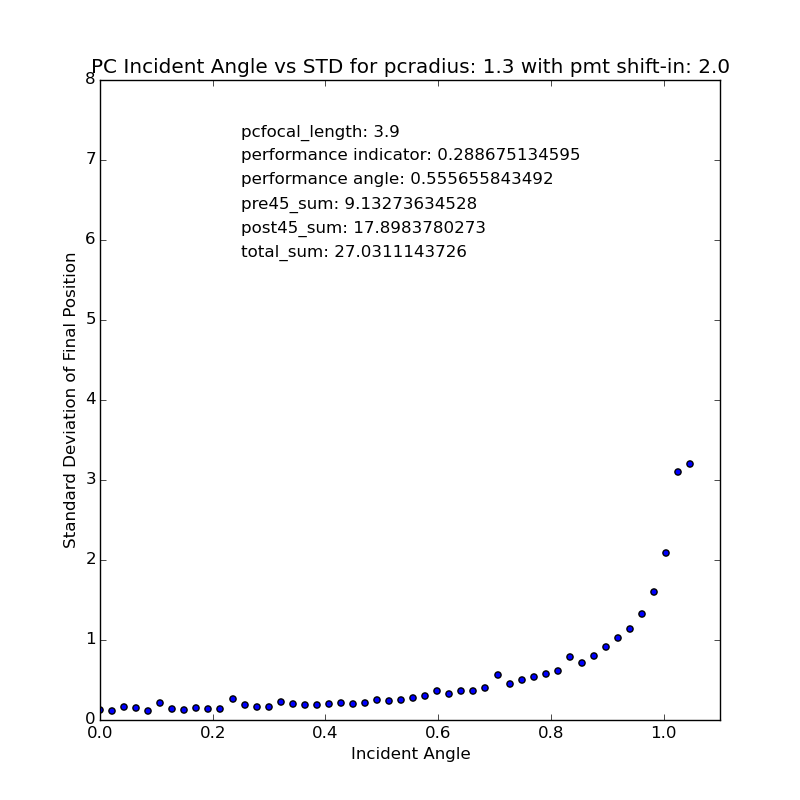 PC Incident Angle vs STD for pcradius: 1.3 with pmt shift-in: 2.0
8
7
6
5
4
3
2
1
0
pcfocal_length: 3.9
performance indicator: 0.288675134595
performance angle: 0.555655843492
pre45_sum: 9.13273634528
post45_sum: 17.8983780273
total_sum: 27.0311143726
Standard Deviation of Final Position
0.0 0.2 0.4 0.6 0.8 1.0
Incident Angle